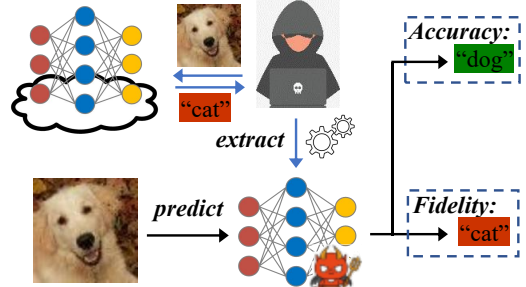 Accuracy:
“dog”
“cat”
extract
predict
Fidelity:
“cat”